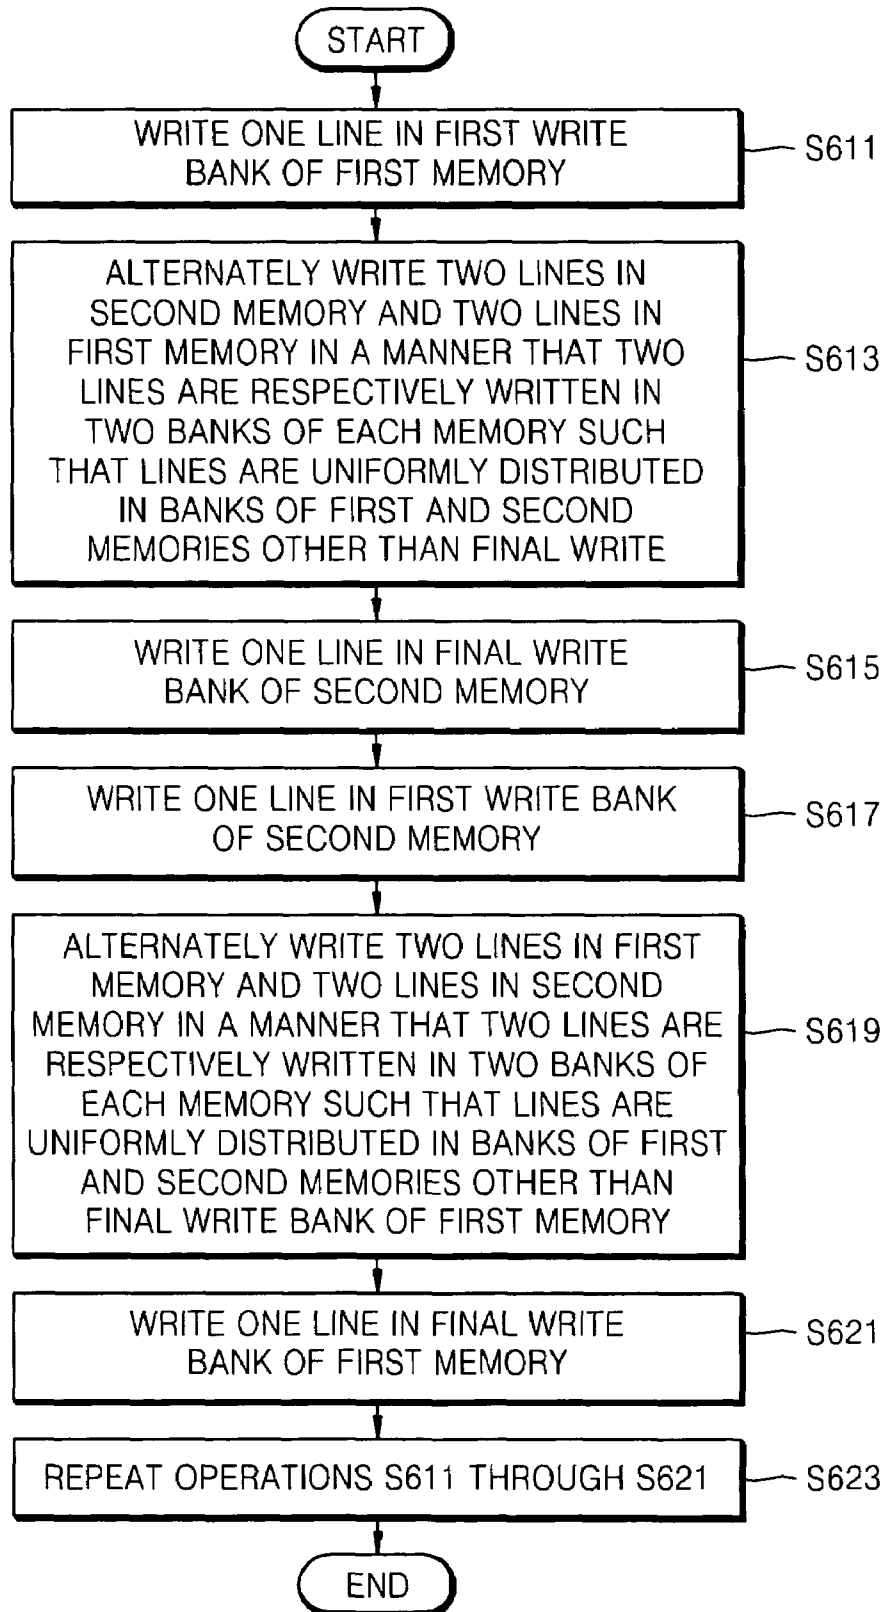 START
WRITE ONE LINE IN FIRST WRITE
BANK OF FIRST MEMORY
S611
ALTERNATELY WRITE TWO LINES IN
SECOND MEMORY AND TWO LINES IN
FIRST MEMORY IN A MANNER THAT TWO
LINES ARE RESPECTIVELY WRITTEN IN
TWO BANKS OF EACH MEMORY SUCH
THAT LINES ARE UNIFORMLY DISTRIBUTED
IN BANKS OF FIRST AND SECOND
MEMORIES OTHER THAN FINAL WRITE
S613
WRITE ONE LINE IN FINAL WRITE
BANK OF SECOND MEMORY
S615
WRITE ONE LINE IN FIRST WRITE BANK
OF SECOND MEMORY
S617
ALTERNATELY WRITE TWO LINES IN FIRST
MEMORY AND TWO LINES IN SECOND
MEMORY IN A MANNER THAT TWO LINES ARE
RESPECTIVELY WRITTEN IN TWO BANKS OF
EACH MEMORY SUCH THAT LINES ARE
UNIFORMLY DISTRIBUTED IN BANKS OF FIRST
AND SECOND MEMORIES OTHER THAN
FINAL WRITE BANK OF FIRST MEMORY
S619
WRITE ONE LINE IN FINAL WRITE
BANK OF FIRST MEMORY
S621
REPEAT OPERATIONS S611 THROUGH S621
S623
END